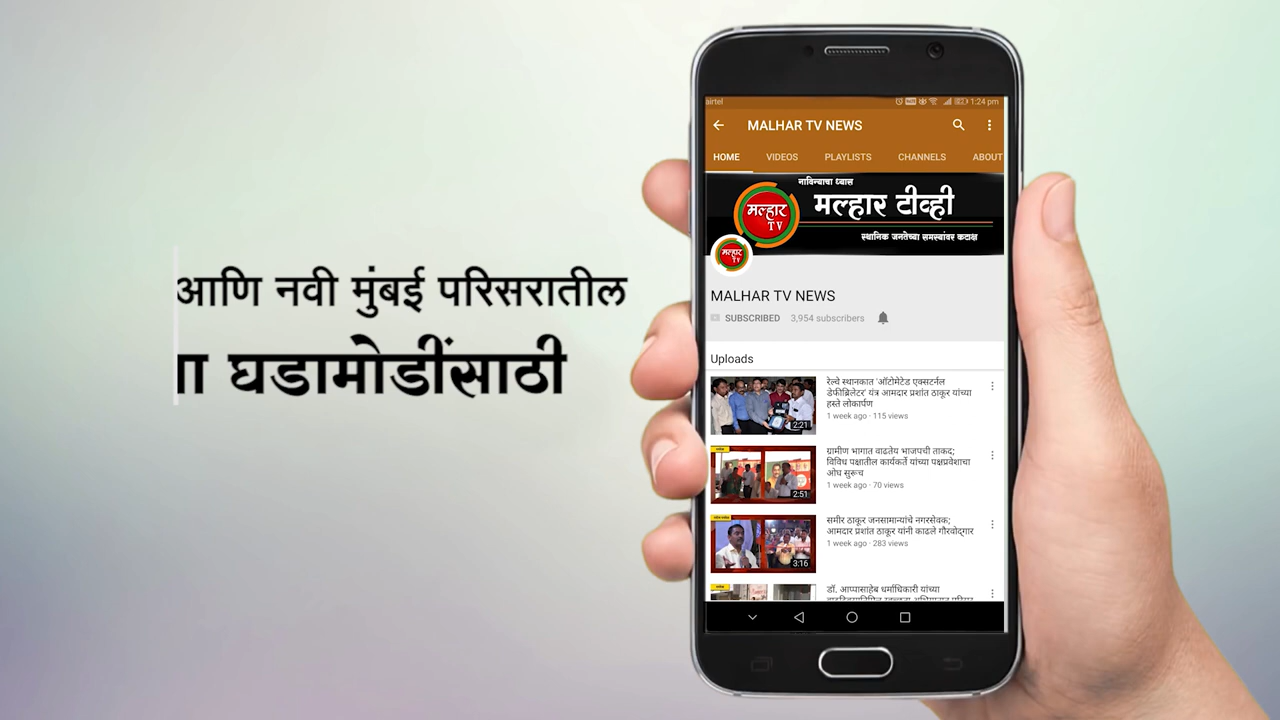 आणि नवी मुंबई परिसरातील
ा घडामोडींसाठी
airtel
1:24 pm
MALHAR TV NEWS
HOME VIDEOS PLAYLISTS CHANNELS ABOUT
नाविन्याचा ध्यास
मल्हार टीव्ही
स्थानिक जनतेच्या समस्यांवर कटाक्ष
मल्हार
TV
मल्हार
TV
MALHAR TV NEWS
SUBSCRIBED 3,954 subscribers
Uploads
रेल्वे स्थानकात 'ऑटोमेटेड एक्सटर्नल
डेफीब्रिलेटर' यंत्र आमदार प्रशांत ठाकूर यांच्या
हस्ते लोकार्पण
1 week ago · 115 views
2:21
ग्रामीण भागात वाढतेय भाजपची ताकद;
विविध पक्षातील कार्यकर्ते यांच्या पक्षप्रवेशाचा
ओघ सुरूच
1 week ago · 70 views
2:51
समीर ठाकूर जनसामान्यांचे नगरसेवक;
आमदार प्रशांत ठाकूर यांनी काढले गौरवोद्‌गार
1 week ago · 283 views
3:16
डॉ. आप्पासाहेब धर्माधिकारी यांच्या